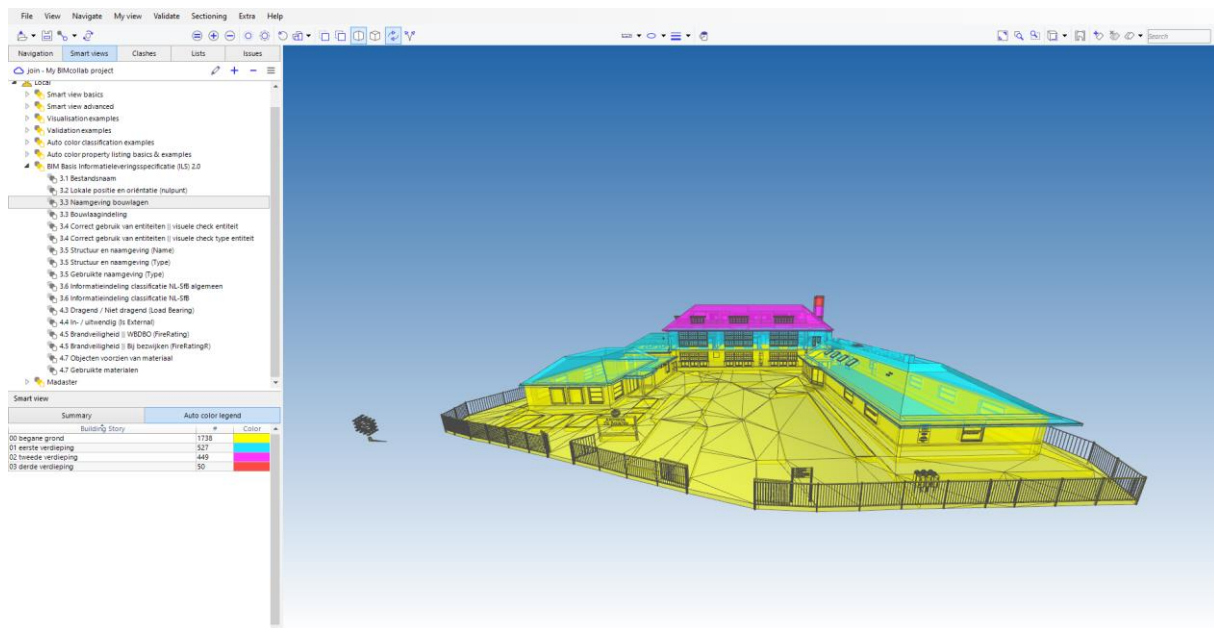 File View Navigate My view Validate Sectioning Extra Help
Search
Navigation Smart views Clashes Lists Issues
join - My BIMcollab project
Local
Smart view basics
Smart view advanced
Visualisation examples
Validation examples
Auto color classification examples
Auto color property listing basics & examples
BIM Basis Informatieleveringsspecificatie (ILS) 2.0
3.1 Bestandsnaam
3.2 Lokale positie en oriëntatie (nulpunt)
3.3 Naamgeving bouwlagen
3.3 Bouwlaagindeling
3.4 Correct gebruik van entiteiten || visuele check entiteit
3.4 Correct gebruik van entiteiten || visuele check type entiteit
3.5 Structuur en naamgeving (Name)
3.5 Structuur en naamgeving (Type)
3.5 Gebruikte naamgeving (Type)
3.6 Informatieindeling classificatie NL-SfB algemeen
3.6 Informatieindeling classificatie NL-SfB
4.3 Dragend / Niet dragend (Load Bearing)
4.4 In- / uitwendig (Is External)
4.5 Brandveiligheid || WBDBO (FireRating)
4.5 Brandveiligheid || Bij bezwijken (FireRatingR)
4.7 Objecten voorzien van materiaal
4.7 Gebruikte materialen
Madaster
Smart view
Summary Auto color legend
Building Story # Color
00 begane grond 1738
01 eerste verdieping 527
02 tweede verdieping 449
03 derde verdieping 50